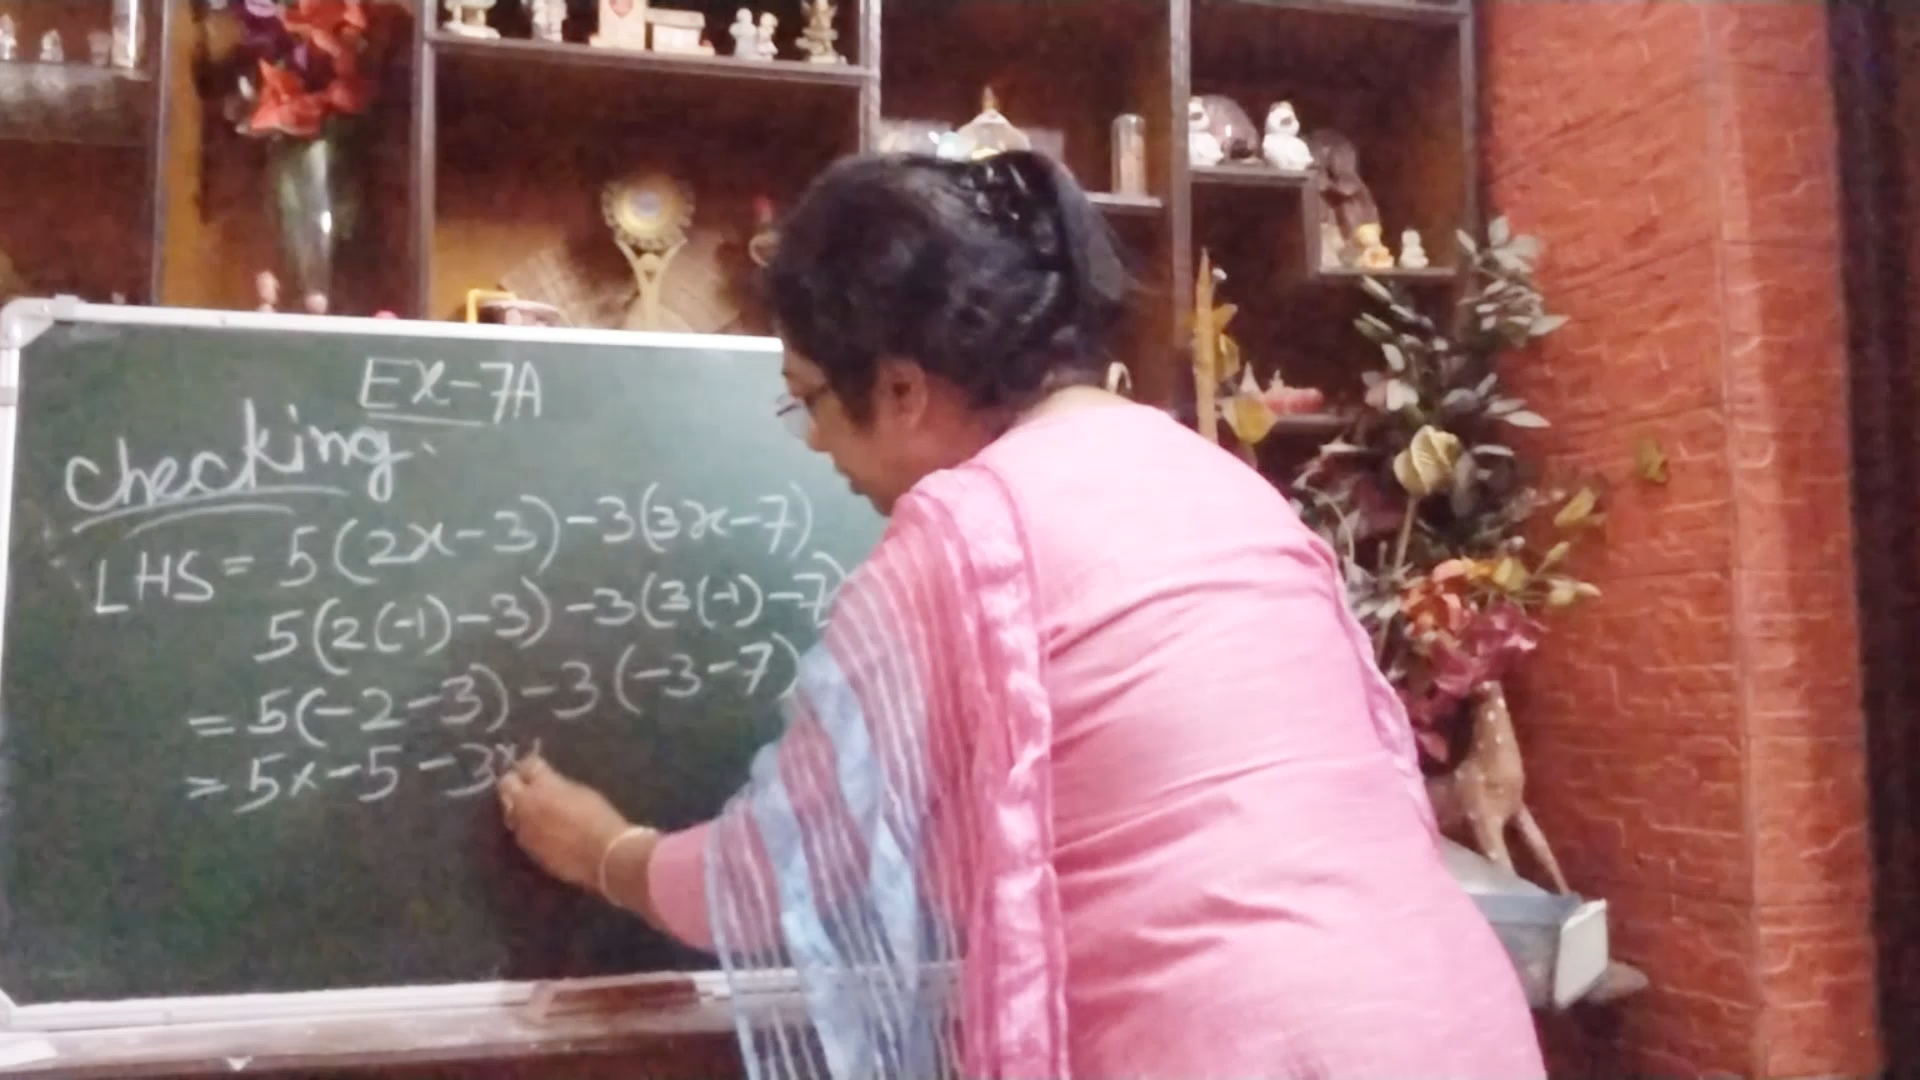 EX-7A
Checking.
LHS = 5(2x-3)-3(3x-7)
5(2(-1)-3)-3(3(-1)-7)
= 5(-2-3)-3(-3-7)
= 5x-5-3x